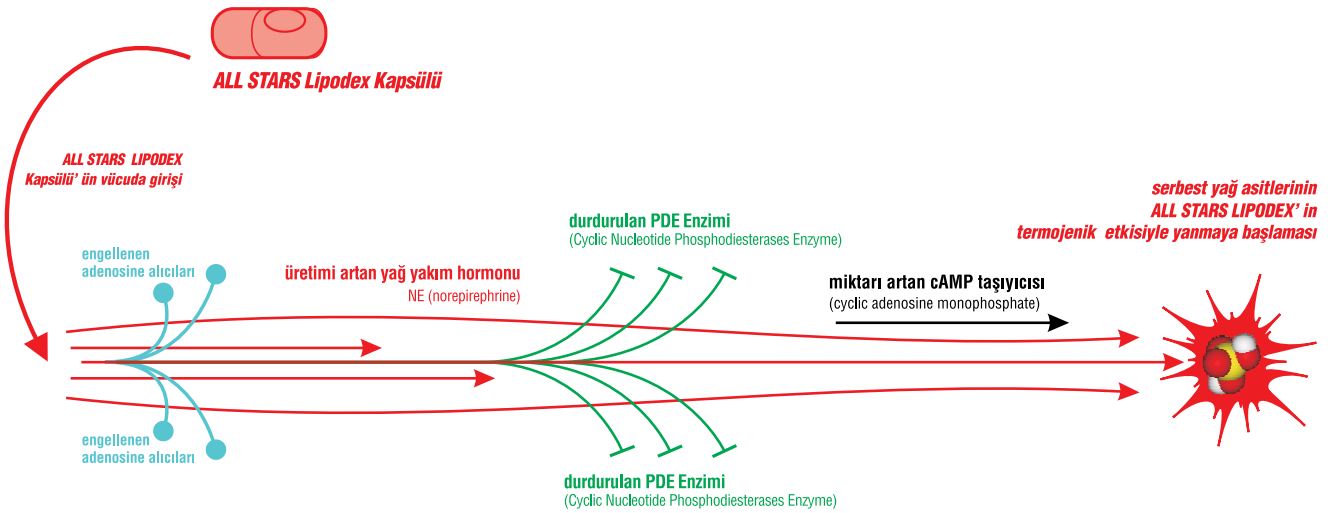 ALL STARS Lipodex Kapsülü
ALL STARS LIPODEX
Kapsülü' ün vücuda girişi
engellenen
adenosine alıcıları
üretimi artan yağ yakım hormonu
NE (norepirephrine)
durdurulan PDE Enzimi
(Cyclic Nucleotide Phosphodiesterases Enzyme)
miktarı artan cAMP taşıyıcısı
(cyclic adenosine monophosphate)
serbest yağ asitlerinin
ALL STARS LIPODEX' in
termojenik etkisiyle yanmaya başlaması
engellenen
adenosine alıcıları
durdurulan PDE Enzimi
(Cyclic Nucleotide Phosphodiesterases Enzyme)